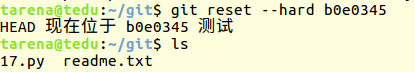 tarena@tedu:~/git$ git reset --hard b0e0345
HEAD 现在位于 b0e0345 测试
tarena@tedu:~/git$ ls
17.py  readme.txt